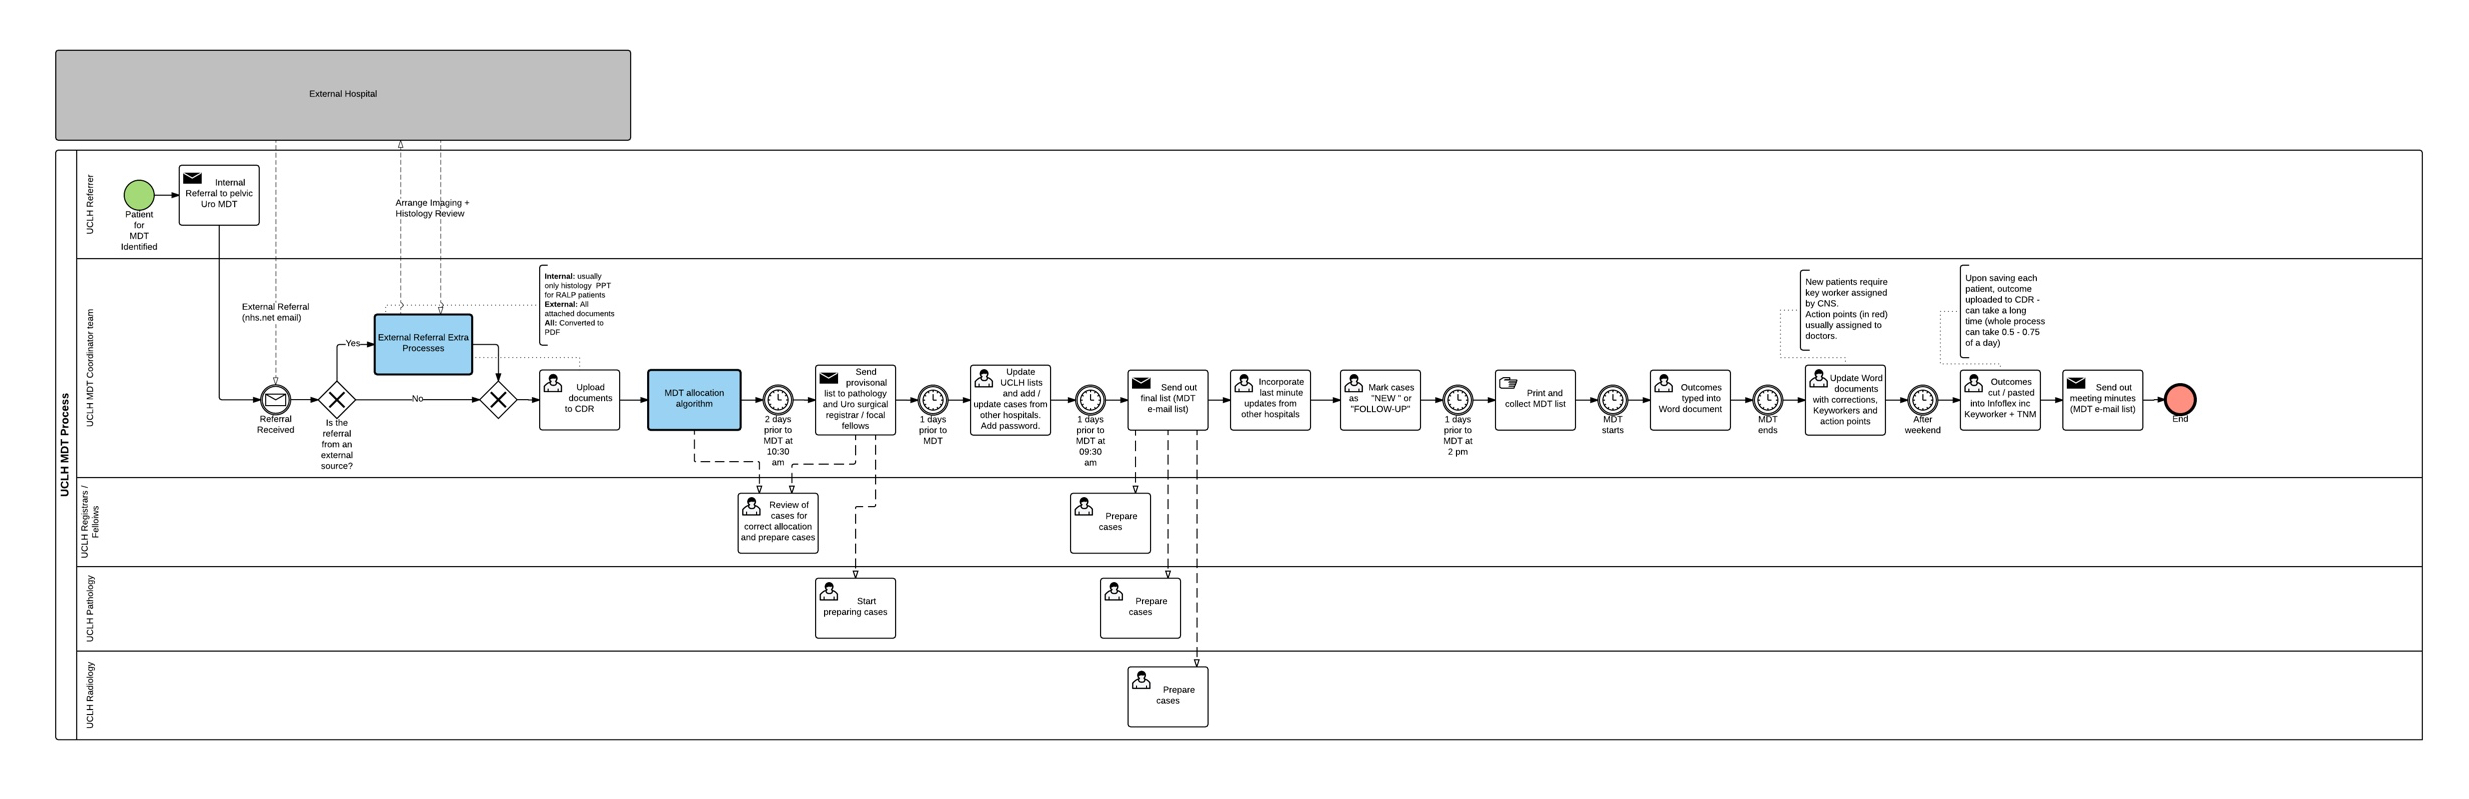 External Hospital
UCLH MDT Process
UCLH Referrer
Patient
for
MDT
Identified
Internal
Referral to pelvic
Uro MDT
Arrange Imaging +
Histology Review
UCLH MDT Coordinator team
External Referral
(nhs.net email)
Referral
Received
Is the
referral
from an
external
source?
Yes
No
External Referral Extra
Processes
Internal: usually
only histology PPT
for RALP patients
External: All
attached documents
All: Converted to
PDF
Upload
documents
to CDR
MDT allocation
algorithm
2 days
prior to
MDT at
10:30
am
Send
provisonal
list to pathology
and Uro surgical
registrar / focal
fellows
1 days
prior to
MDT
Update
UCLH lists
and add /
update cases from
other hospitals.
Add password.
1 days
prior to
MDT at
09:30
am
Send out
final list (MDT
e-mail list)
Incorporate
last minute
updates from
other hospitals
Mark cases
as "NEW " or
"FOLLOW-UP"
1 days
prior to
MDT at
2 pm
Print and
collect MDT list
MDT
starts
Outcomes
typed into
Word document
MDT
ends
New patients require
key worker assigned
by CNS.
Action points (in red)
usually assigned to
doctors.
Update Word
documents
with corrections,
Keyworkers and
action points
After
weekend
Upon saving each
patient, outcome
uploaded to CDR -
can take a long
time (whole process
can take 0.5 - 0.75
of a day)
Outcomes
cut / pasted
into Infoflex inc
Keyworker + TNM
Send out
meeting minutes
(MDT e-mail list)
End
UCLH Registrars /
Felloiws
Review of
cases for
correct allocation
and prepare cases
Prepare
cases
UCLH Pathology
Start
preparing cases
Prepare
cases
UCLH Radiology
Prepare
cases